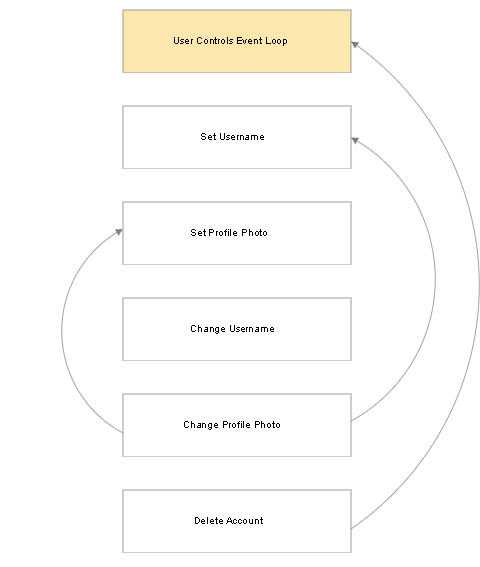 User Controls Event Loop
Set Username
Set Profile Photo
Change Username
Change Profile Photo
Delete Account